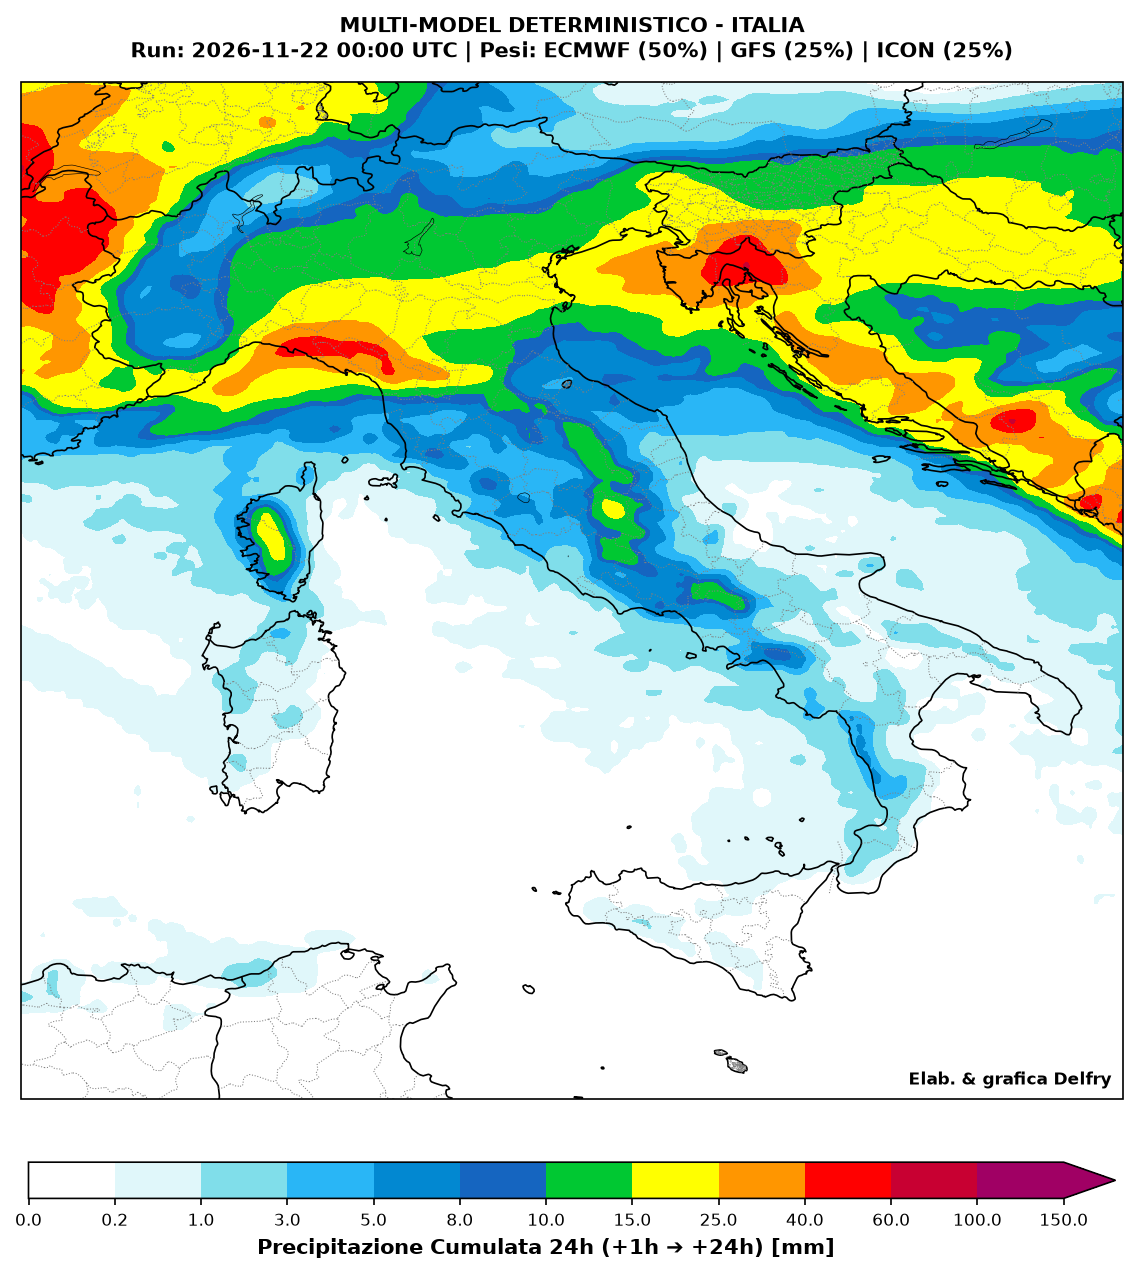 MULTI-MODEL DETERMINISTICO - ITALIA
Run: 2026-11-22 00:00 UTC | Pesi: ECMWF (50%) | GFS (25%) | ICON (25%)
Elab. & grafica Delfry
0.0 0.2 1.0 3.0 5.0 8.0 10.0 15.0 25.0 40.0 60.0 100.0 150.0
Precipitazione Cumulata 24h (+1h → +24h) [mm]